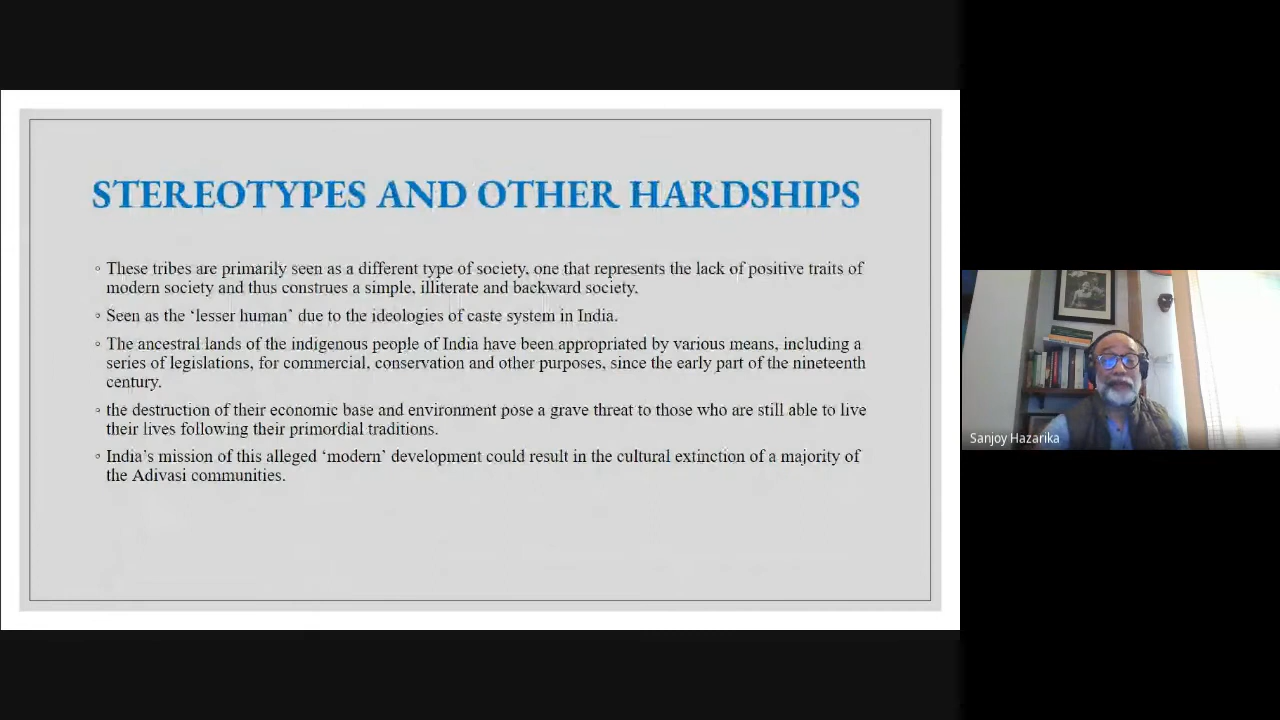 STEREOTYPES AND OTHER HARDSHIPS
◦ These tribes are primarily seen as a different type of society, one that represents the lack of positive traits of
modern society and thus construes a simple, illiterate and backward society.
◦ Seen as the ‘lesser human’ due to the ideologies of caste system in India.
◦ The ancestral lands of the indigenous people of India have been appropriated by various means, including a
series of legislations, for commercial, conservation and other purposes, since the early part of the nineteenth
century.
◦ the destruction of their economic base and environment pose a grave threat to those who are still able to live
their lives following their primordial traditions.
◦ India’s mission of this alleged ‘modern’ development could result in the cultural extinction of a majority of
the Adivasi communities.
Sanjoy Hazarika